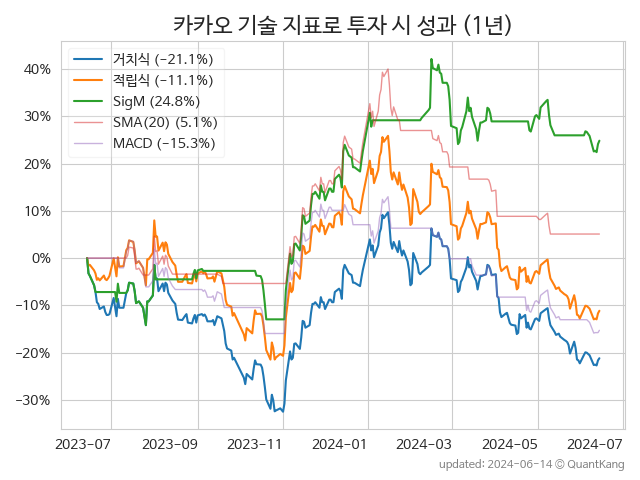 카카오 기술 지표로 투자 시 성과 (1년)
거치식 (−21.1%)
적립식 (−11.1%)
SigM (24.8%)
SMA(20) (5.1%)
MACD (−15.3%)
40%
30%
20%
10%
0%
−10%
−20%
−30%
2023-07 2023-09 2023-11 2024-01 2024-03 2024-05 2024-07
updated: 2024-06-14 © QuantKang